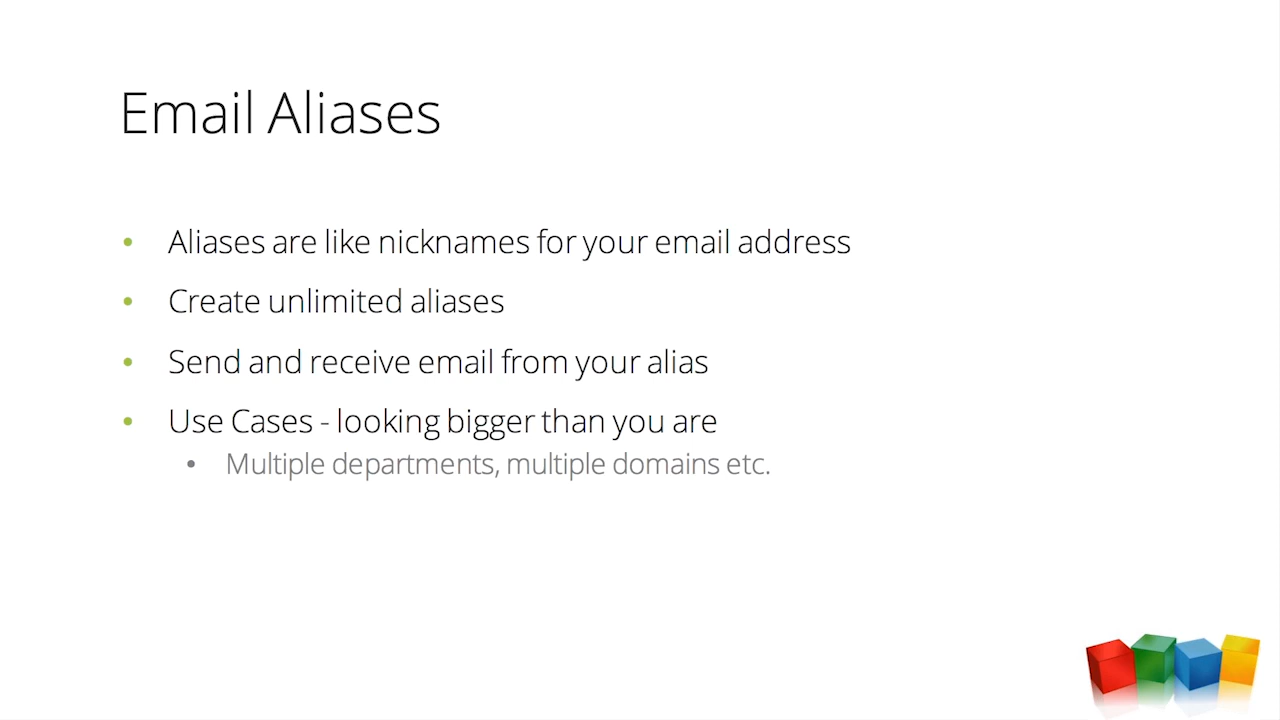 Email Aliases
• Aliases are like nicknames for your email address
• Create unlimited aliases
• Send and receive email from your alias
• Use Cases - looking bigger than you are
• Multiple departments, multiple domains etc.